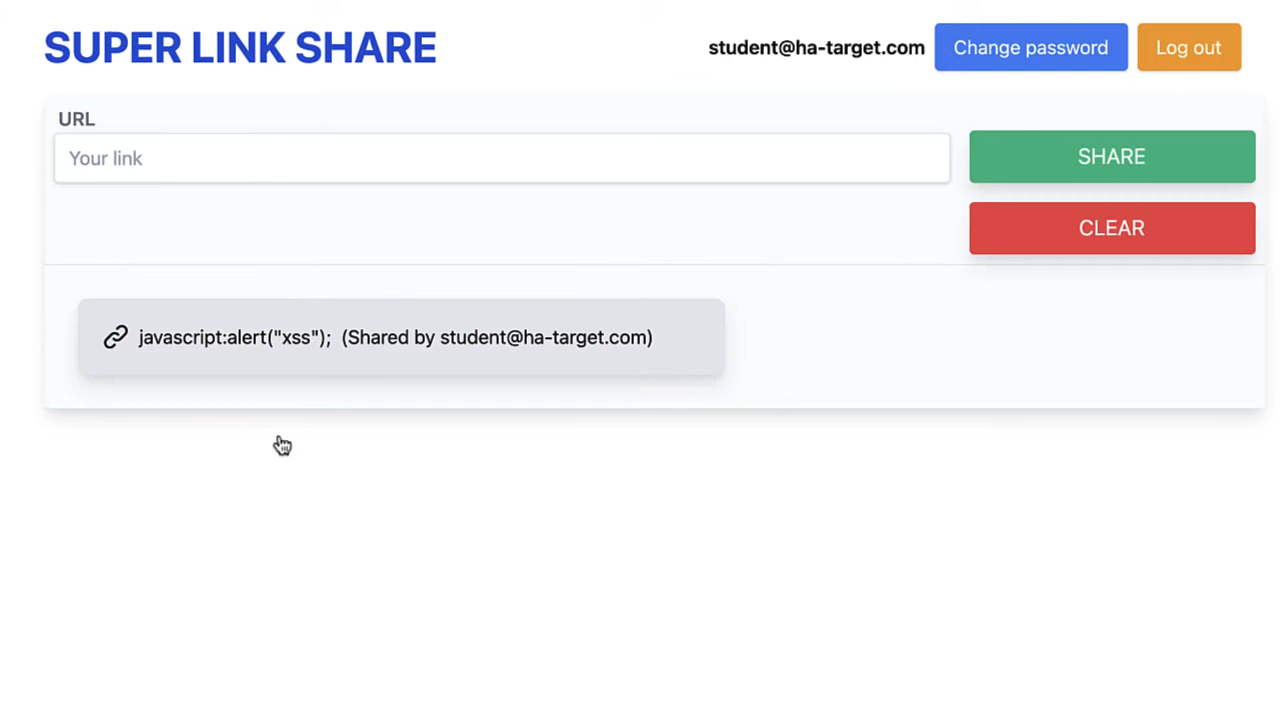 SUPER LINK SHARE
student@ha-target.com
Change password
Log out
URL
Your link
SHARE
CLEAR
javascript:alert("xss"); (Shared by student@ha-target.com)